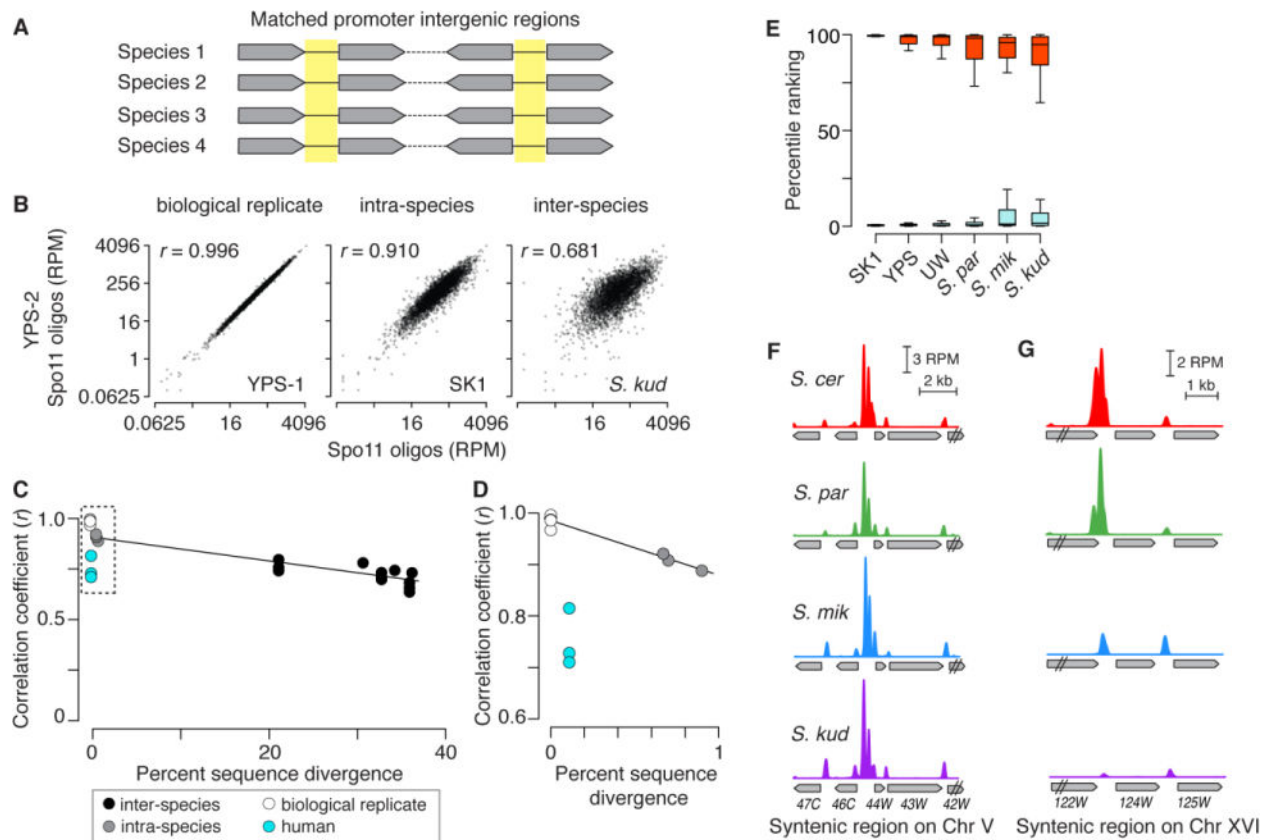 A
Matched promoter intergenic regions
Species 1
Species 2
Species 3
Species 4
B
biological replicate
intra-species
inter-species
YPS-2
Spo11 oligos (RPM)
4096
256
16
1
0.0625
r = 0.996
r = 0.910
r = 0.681
YPS-1
SK1
S. kud
0.0625
16
4096
16
4096
16
4096
Spo11 oligos (RPM)
C
Correlation coefficient (r)
1.0
0.5
0
0
20
40
Percent sequence divergence
inter-species
biological replicate
intra-species
human
D
Correlation coefficient (r)
1.0
0.8
0.6
0
1
Percent sequence
divergence
E
Percentile ranking
100
50
0
SK1
YPS
UW
S. par
S. mik
S. kud
F
3 RPM
2 kb
S. cer
S. par
S. mik
S. kud
47C
46C
44W
43W
42W
Syntenic region on Chr V
G
2 RPM
1 kb
122W
124W
125W
Syntenic region on Chr XVI